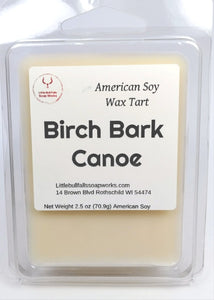 American Soy
Wax Tart
Birch Bark
Canoe
Littlebullfallssoapworks.com
14 Brown Blvd Rothschild WI 54474
Net Weight 2.5 oz (70.9g) American Soy